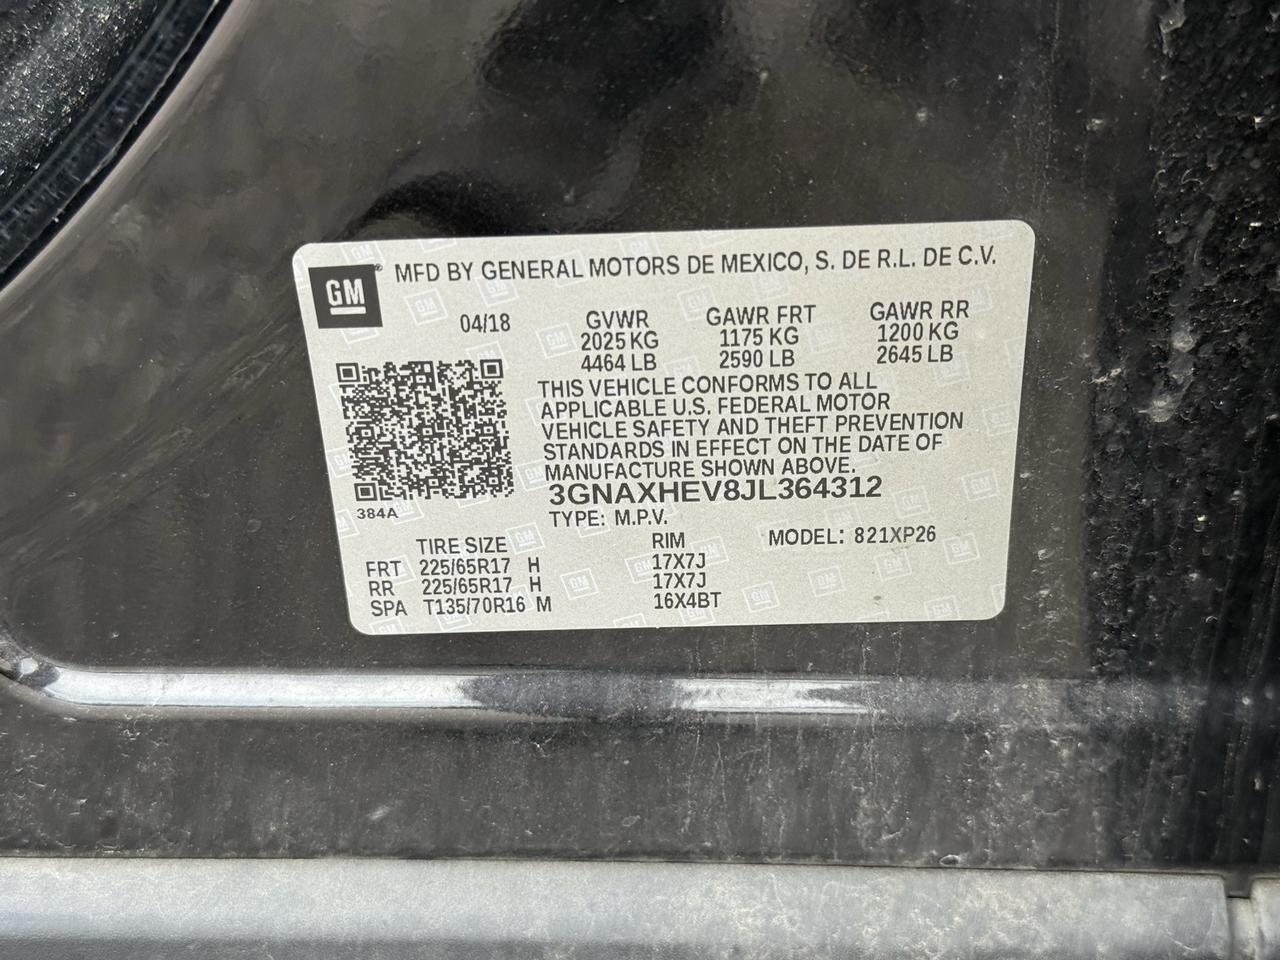 GM
MFD BY GENERAL MOTORS DE MEXICO, S. DE R.L. DE C.V.
04/18
GVWR GAWR FRT GAWR RR
2025 KG 1175 KG 1200 KG
4464 LB 2590 LB 2645 LB
THIS VEHICLE CONFORMS TO ALL
APPLICABLE U.S. FEDERAL MOTOR
VEHICLE SAFETY AND THEFT PREVENTION
STANDARDS IN EFFECT ON THE DATE OF
MANUFACTURE SHOWN ABOVE.
3GNAXHEV8JL364312
384A
TYPE: M.P.V.
TIRE SIZE RIM MODEL: 821XP26
FRT 225/65R17 H 17X7J
RR 225/65R17 H 17X7J
SPA T135/70R16 M 16X4BT